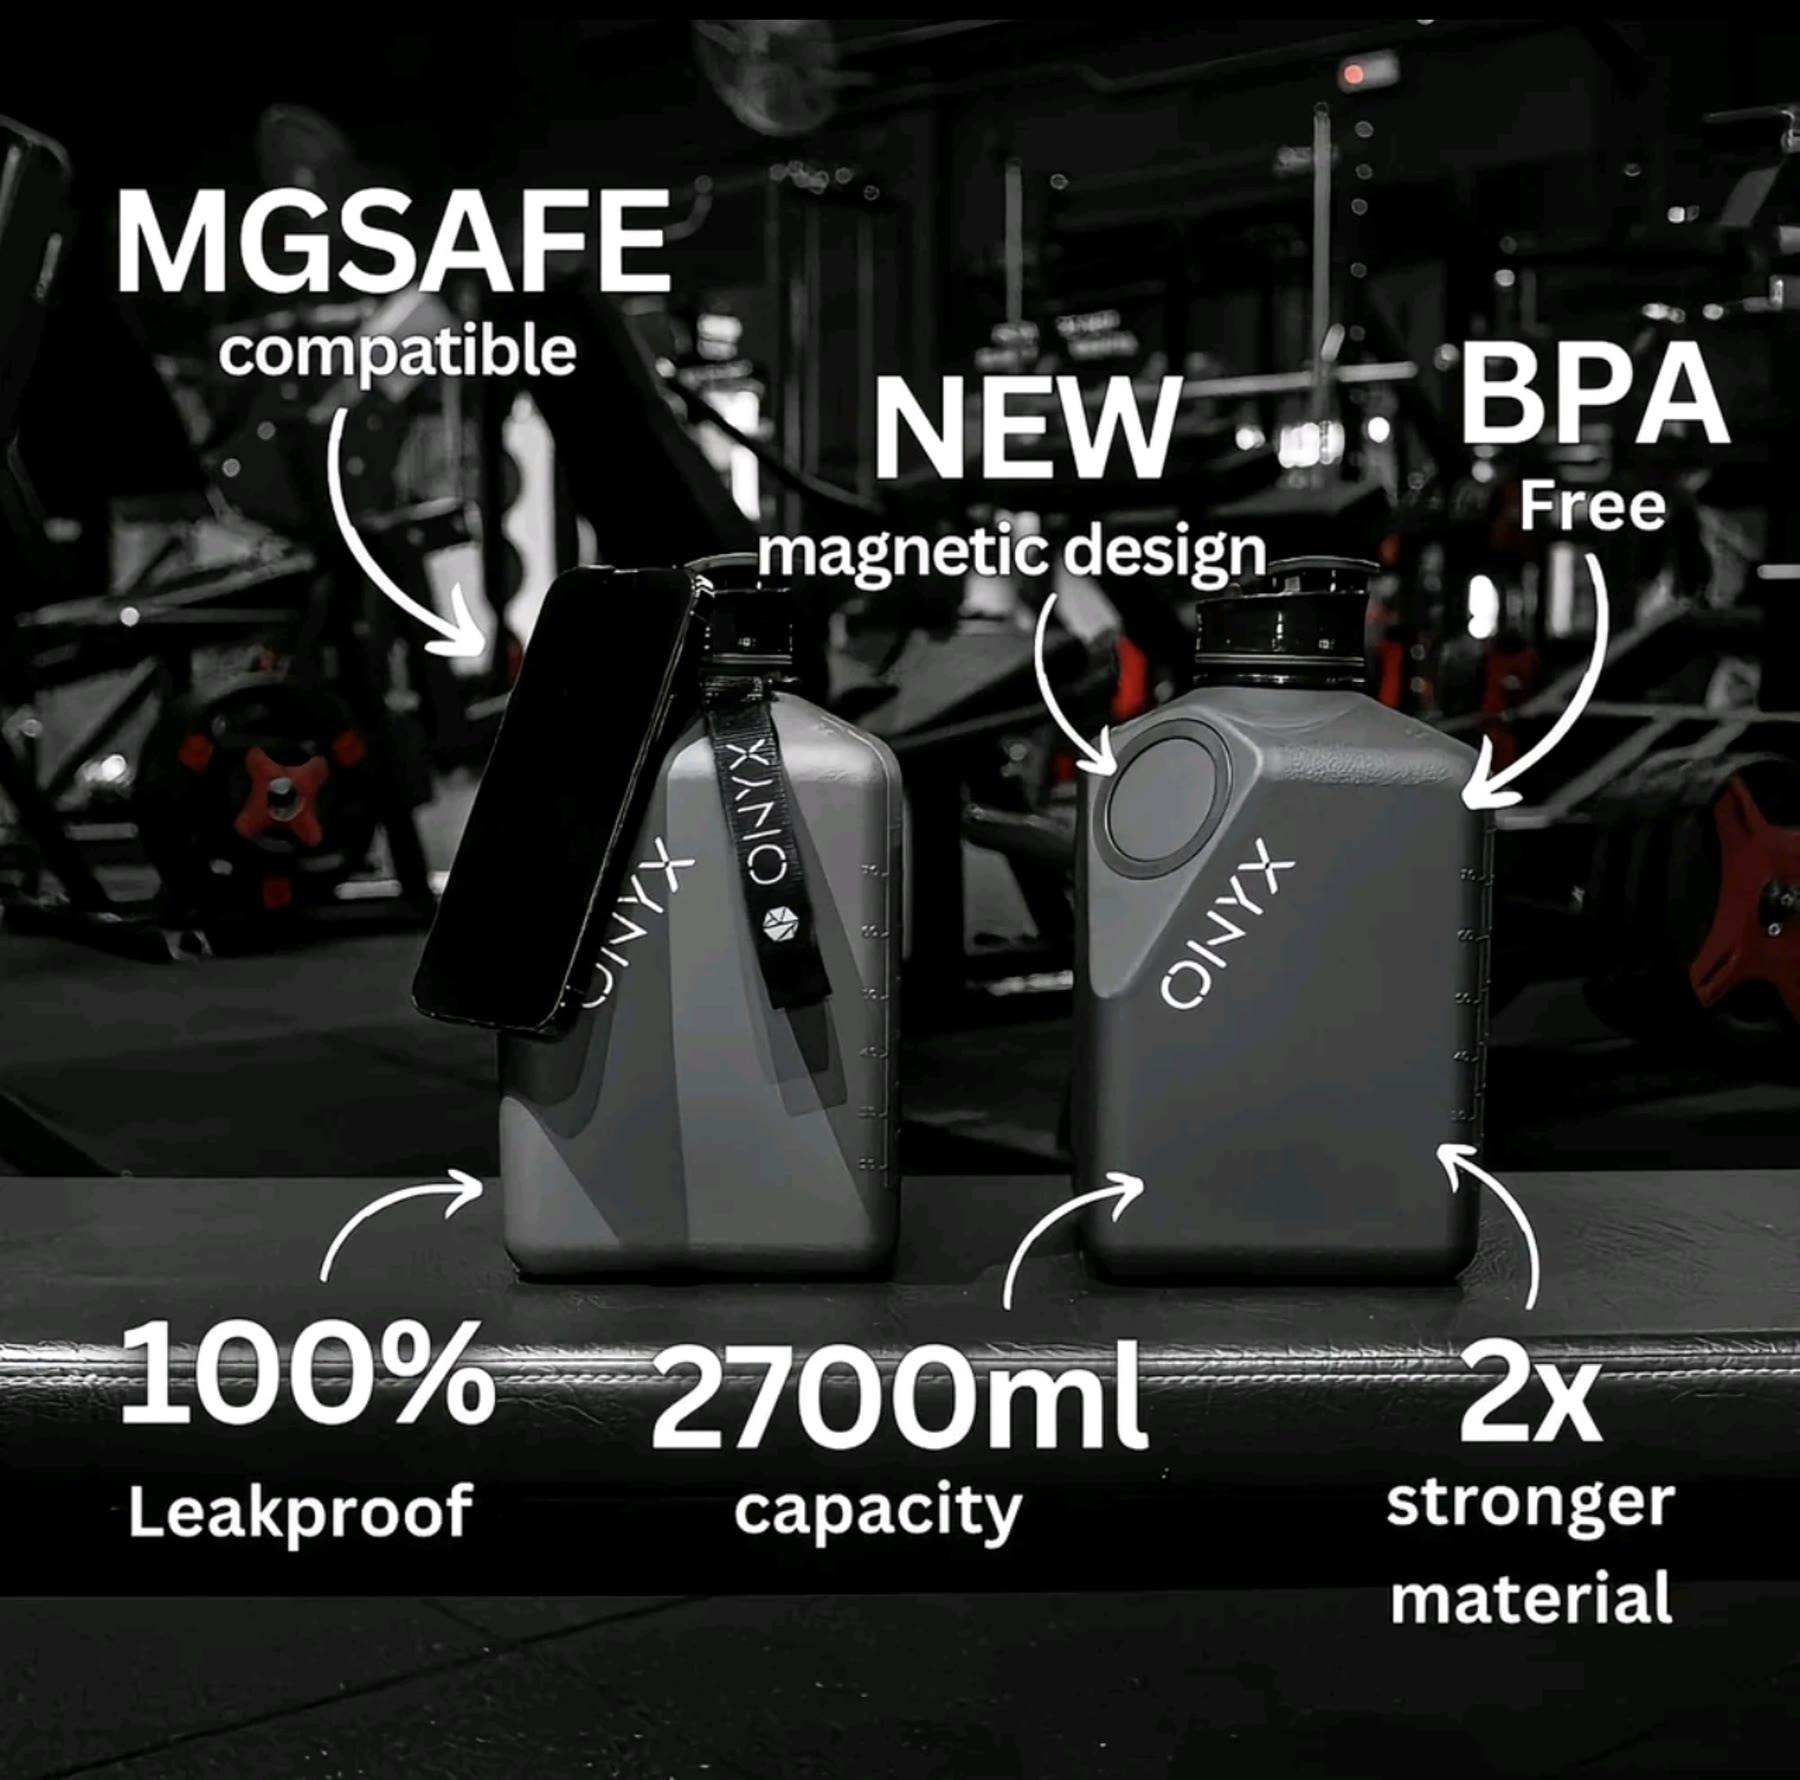 MGSAFE
compatible
NEW
magnetic design
BPA
Free
ONYX
ONYX
ONYX
100%
Leakproof
2700ml
capacity
2x
stronger
material